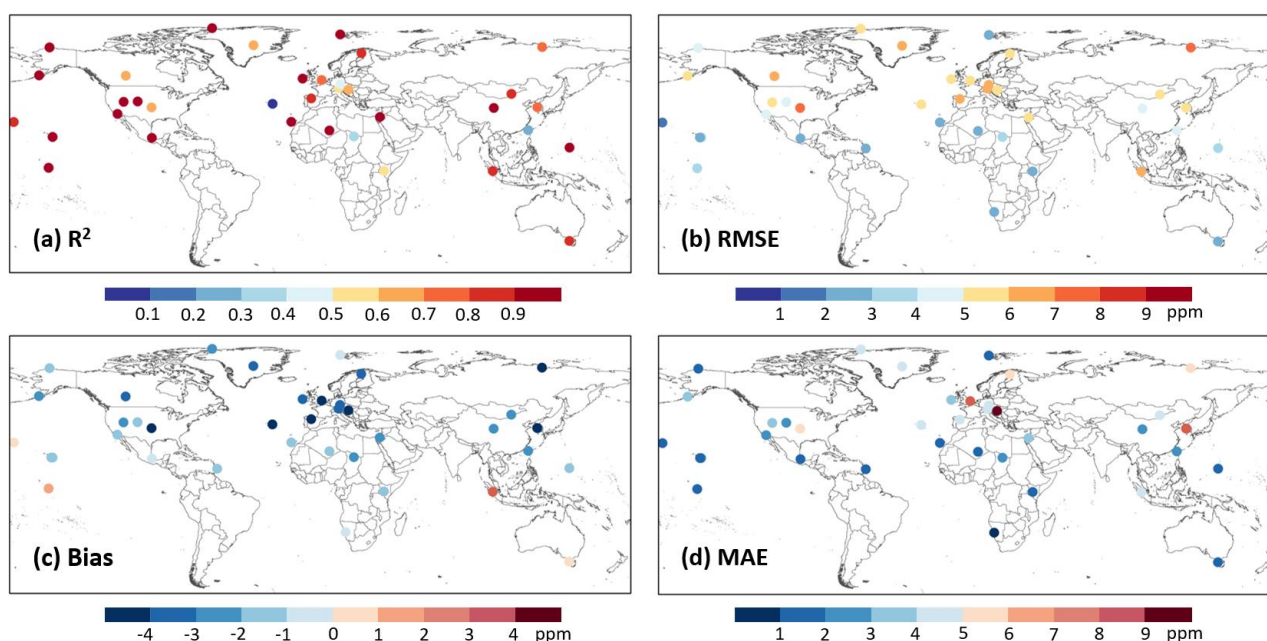 (a) R²
(b) RMSE
0.1 0.2 0.3 0.4 0.5 0.6 0.7 0.8 0.9
1 2 3 4 5 6 7 8 9 ppm
(c) Bias
(d) MAE
-4 -3 -2 -1 0 1 2 3 4 ppm
1 2 3 4 5 6 7 8 9 ppm